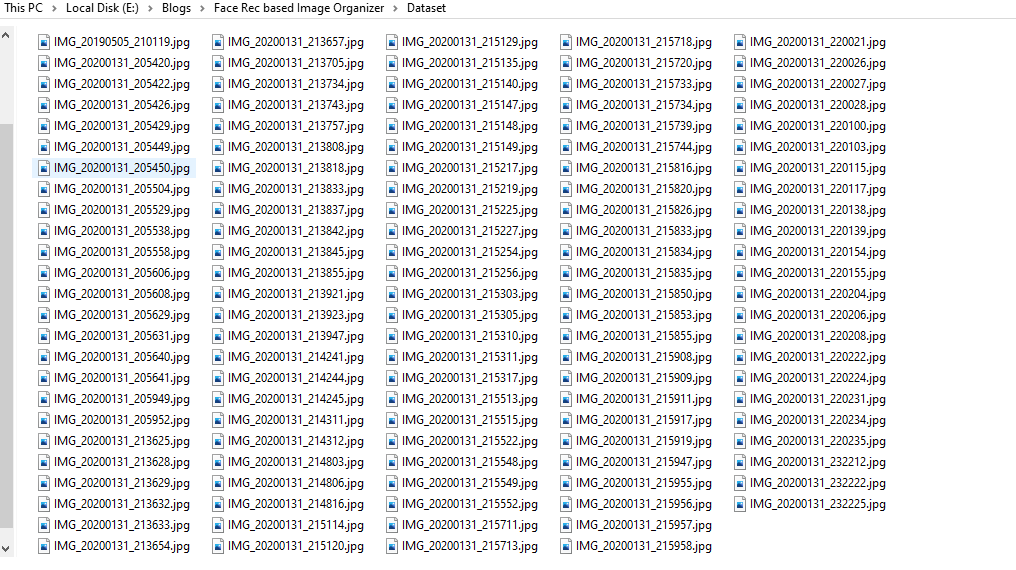 This PC > Local Disk (E:) > Blogs > Face Rec based Image Organizer > Dataset
IMG_20190505_210119.jpg
IMG_20200131_205420.jpg
IMG_20200131_205422.jpg
IMG_20200131_205426.jpg
IMG_20200131_205429.jpg
IMG_20200131_205449.jpg
IMG_20200131_205450.jpg
IMG_20200131_205504.jpg
IMG_20200131_205529.jpg
IMG_20200131_205538.jpg
IMG_20200131_205558.jpg
IMG_20200131_205606.jpg
IMG_20200131_205608.jpg
IMG_20200131_205629.jpg
IMG_20200131_205631.jpg
IMG_20200131_205640.jpg
IMG_20200131_205641.jpg
IMG_20200131_205949.jpg
IMG_20200131_205952.jpg
IMG_20200131_213625.jpg
IMG_20200131_213628.jpg
IMG_20200131_213629.jpg
IMG_20200131_213632.jpg
IMG_20200131_213633.jpg
IMG_20200131_213654.jpg
IMG_20200131_213657.jpg
IMG_20200131_213705.jpg
IMG_20200131_213734.jpg
IMG_20200131_213743.jpg
IMG_20200131_213757.jpg
IMG_20200131_213808.jpg
IMG_20200131_213818.jpg
IMG_20200131_213833.jpg
IMG_20200131_213837.jpg
IMG_20200131_213842.jpg
IMG_20200131_213845.jpg
IMG_20200131_213855.jpg
IMG_20200131_213921.jpg
IMG_20200131_213923.jpg
IMG_20200131_213947.jpg
IMG_20200131_214241.jpg
IMG_20200131_214244.jpg
IMG_20200131_214245.jpg
IMG_20200131_214311.jpg
IMG_20200131_214312.jpg
IMG_20200131_214803.jpg
IMG_20200131_214806.jpg
IMG_20200131_214816.jpg
IMG_20200131_215114.jpg
IMG_20200131_215120.jpg
IMG_20200131_215129.jpg
IMG_20200131_215135.jpg
IMG_20200131_215140.jpg
IMG_20200131_215147.jpg
IMG_20200131_215148.jpg
IMG_20200131_215149.jpg
IMG_20200131_215217.jpg
IMG_20200131_215219.jpg
IMG_20200131_215225.jpg
IMG_20200131_215227.jpg
IMG_20200131_215254.jpg
IMG_20200131_215256.jpg
IMG_20200131_215303.jpg
IMG_20200131_215305.jpg
IMG_20200131_215310.jpg
IMG_20200131_215311.jpg
IMG_20200131_215317.jpg
IMG_20200131_215513.jpg
IMG_20200131_215515.jpg
IMG_20200131_215522.jpg
IMG_20200131_215548.jpg
IMG_20200131_215549.jpg
IMG_20200131_215552.jpg
IMG_20200131_215711.jpg
IMG_20200131_215713.jpg
IMG_20200131_215718.jpg
IMG_20200131_215720.jpg
IMG_20200131_215733.jpg
IMG_20200131_215734.jpg
IMG_20200131_215739.jpg
IMG_20200131_215744.jpg
IMG_20200131_215816.jpg
IMG_20200131_215820.jpg
IMG_20200131_215826.jpg
IMG_20200131_215833.jpg
IMG_20200131_215834.jpg
IMG_20200131_215835.jpg
IMG_20200131_215850.jpg
IMG_20200131_215853.jpg
IMG_20200131_215855.jpg
IMG_20200131_215908.jpg
IMG_20200131_215909.jpg
IMG_20200131_215911.jpg
IMG_20200131_215917.jpg
IMG_20200131_215919.jpg
IMG_20200131_215947.jpg
IMG_20200131_215955.jpg
IMG_20200131_215956.jpg
IMG_20200131_215957.jpg
IMG_20200131_215958.jpg
IMG_20200131_220021.jpg
IMG_20200131_220026.jpg
IMG_20200131_220027.jpg
IMG_20200131_220028.jpg
IMG_20200131_220100.jpg
IMG_20200131_220103.jpg
IMG_20200131_220115.jpg
IMG_20200131_220117.jpg
IMG_20200131_220138.jpg
IMG_20200131_220139.jpg
IMG_20200131_220154.jpg
IMG_20200131_220155.jpg
IMG_20200131_220204.jpg
IMG_20200131_220206.jpg
IMG_20200131_220208.jpg
IMG_20200131_220222.jpg
IMG_20200131_220224.jpg
IMG_20200131_220231.jpg
IMG_20200131_220234.jpg
IMG_20200131_220235.jpg
IMG_20200131_232212.jpg
IMG_20200131_232222.jpg
IMG_20200131_232225.jpg